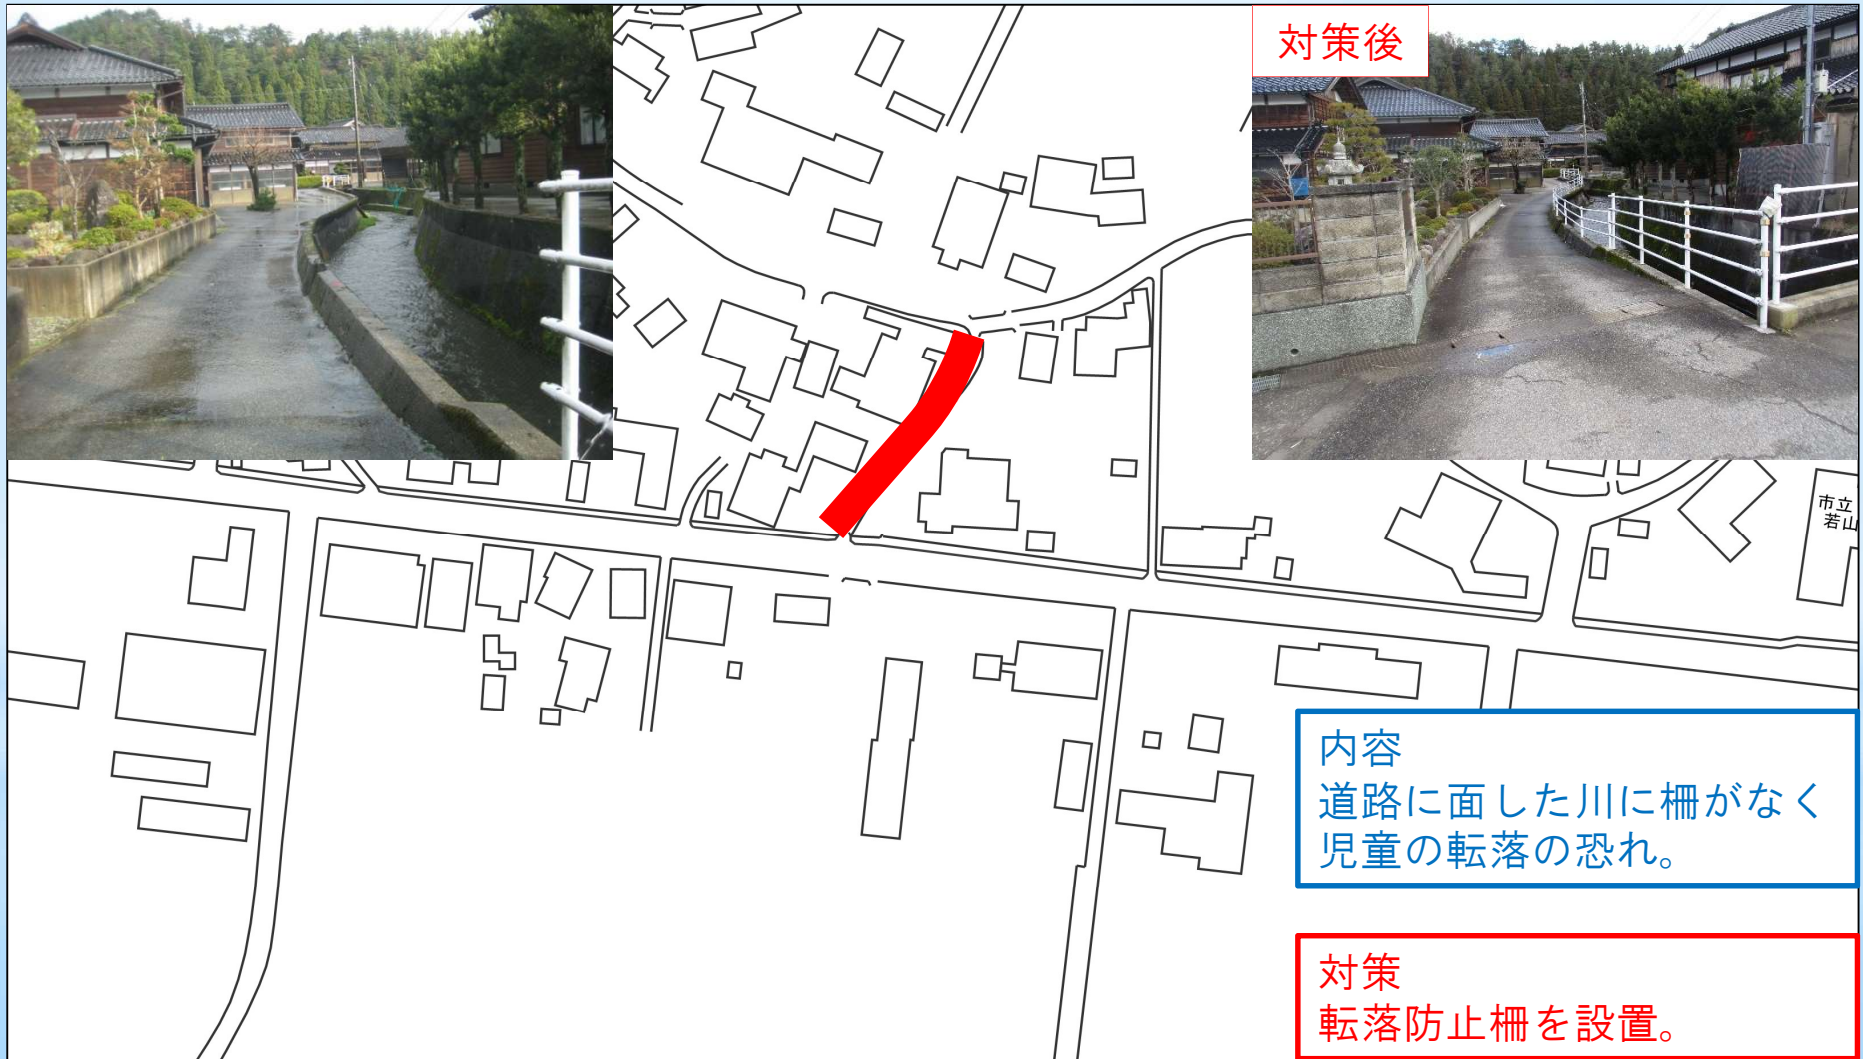 対策後
市立
若山
内容
道路に面した川に柵がなく
児童の転落の恐れ。
対策
転落防止柵を設置。